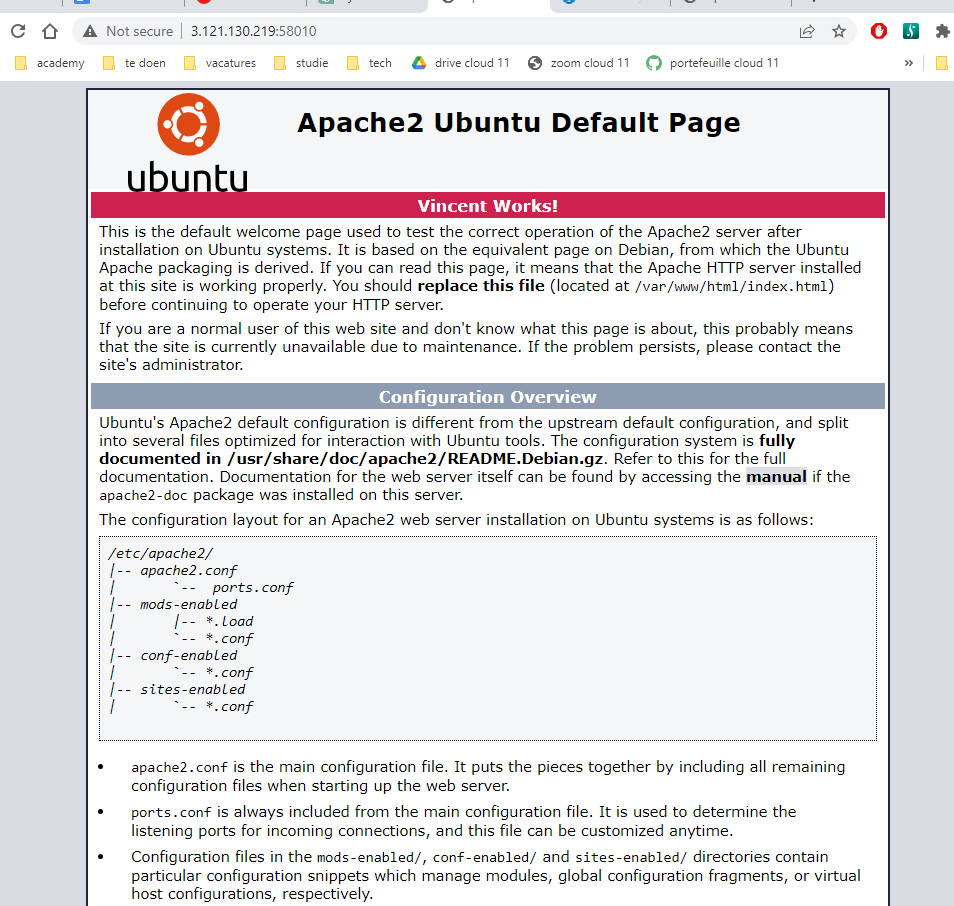 Not secure 3.121.130.219:58010
academy te doen vacatures studie tech drive cloud 11 zoom cloud 11 portefeuille cloud 11 »
Apache2 Ubuntu Default Page
ubuntu
Vincent Works!
This is the default welcome page used to test the correct operation of the Apache2 server after
installation on Ubuntu systems. It is based on the equivalent page on Debian, from which the Ubuntu
Apache packaging is derived. If you can read this page, it means that the Apache HTTP server installed
at this site is working properly. You should replace this file (located at /var/www/html/index.html)
before continuing to operate your HTTP server.
If you are a normal user of this web site and don't know what this page is about, this probably means
that the site is currently unavailable due to maintenance. If the problem persists, please contact the
site's administrator.
Configuration Overview
Ubuntu's Apache2 default configuration is different from the upstream default configuration, and split
into several files optimized for interaction with Ubuntu tools. The configuration system is fully
documented in /usr/share/doc/apache2/README.Debian.gz. Refer to this for the full
documentation. Documentation for the web server itself can be found by accessing the manual if the
apache2-doc package was installed on this server.
The configuration layout for an Apache2 web server installation on Ubuntu systems is as follows:
/etc/apache2/
|-- apache2.conf
|       `--  ports.conf
|-- mods-enabled
|       |-- *.load
|       `-- *.conf
|-- conf-enabled
|       `-- *.conf
|-- sites-enabled
|       `-- *.conf
• apache2.conf is the main configuration file. It puts the pieces together by including all remaining
configuration files when starting up the web server.
• ports.conf is always included from the main configuration file. It is used to determine the
listening ports for incoming connections, and this file can be customized anytime.
• Configuration files in the mods-enabled/, conf-enabled/ and sites-enabled/ directories contain
particular configuration snippets which manage modules, global configuration fragments, or virtual
host configurations, respectively.